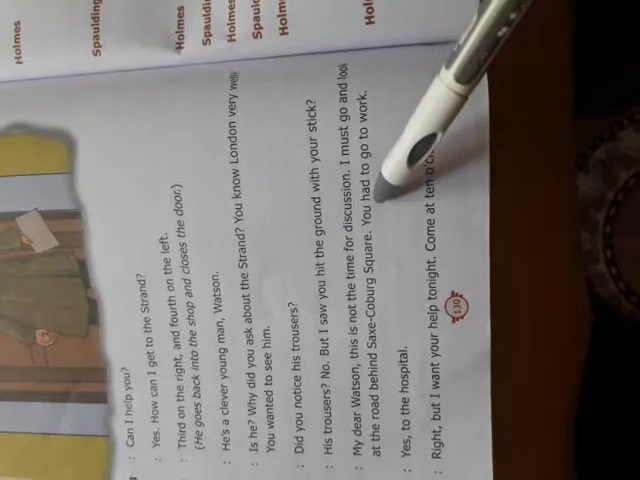 : Can I help you?
: Yes. How can I get to the Strand?
: Third on the right, and fourth on the left.
(He goes back into the shop and closes the door.)
: He's a clever young man, Watson.
: Is he? Why did you ask about the Strand? You know London very well
You wanted to see him.
: Did you notice his trousers?
: His trousers? No. But I saw you hit the ground with your stick?
: My dear Watson, this is not the time for discussion. I must go and look
at the road behind Saxe-Coburg Square. You had to go to work.
: Yes, to the hospital.
: Right, but I want your help tonight. Come at ten
130
Holmes
Spaulding
Holmes
Spaulding
Holmes